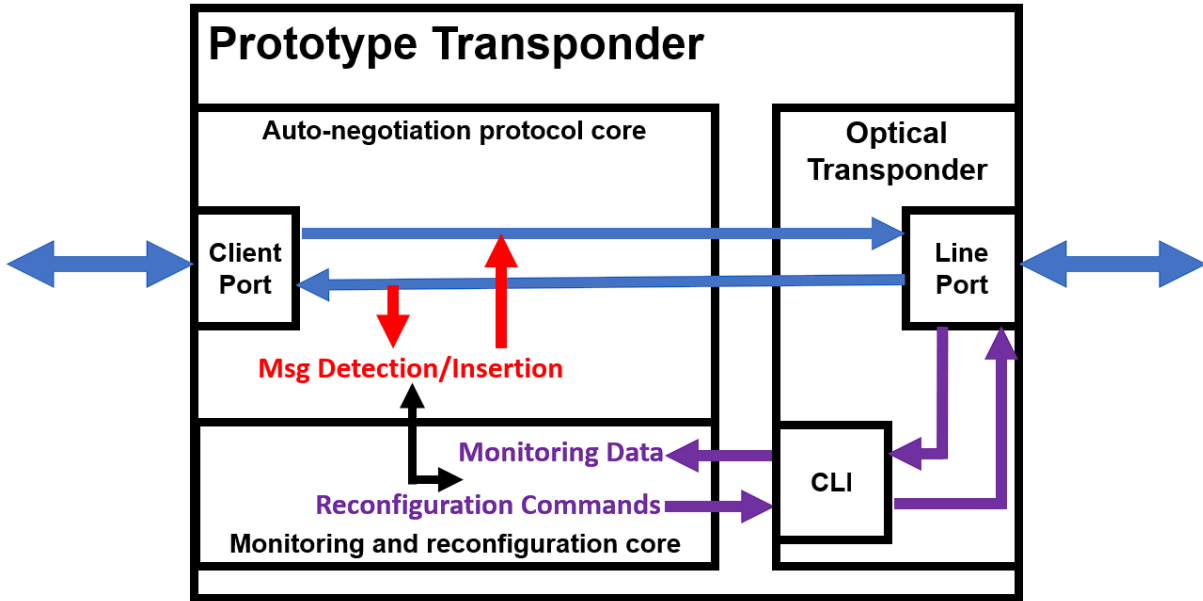 Prototype Transponder
Auto-negotiation protocol core
Optical
Transponder
Client
Port
Line
Port
Msg Detection/Insertion
Monitoring Data
CLI
Reconfiguration Commands
Monitoring and reconfiguration core